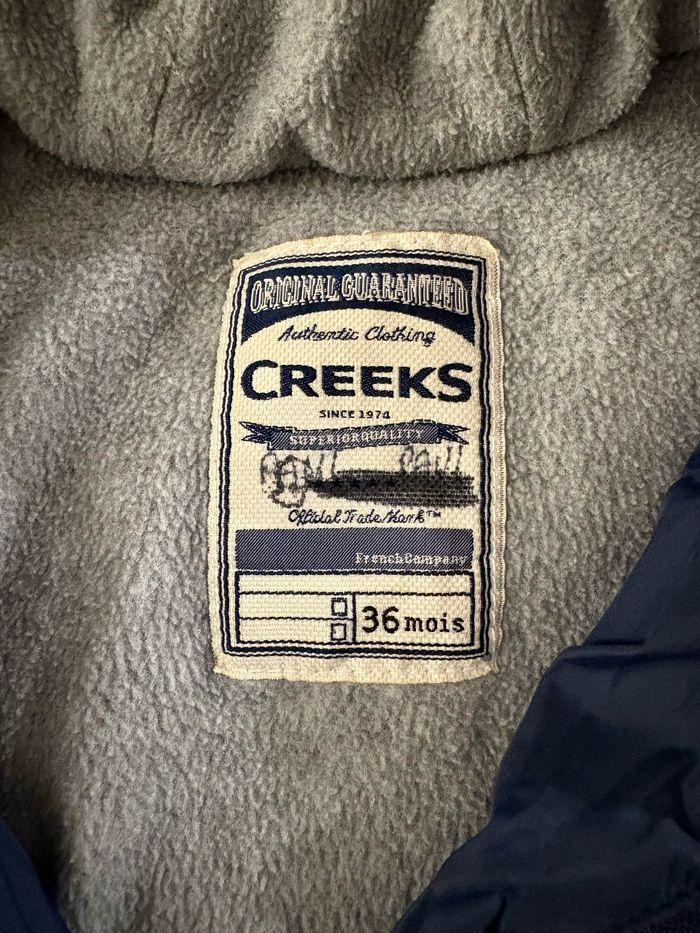 ORIGINAL GUARANTEED
Authentic Clothing
CREEKS
SINCE 1974
SUPERIORQUALITY
Official Trade Mark™
FrenchCompany
36 mois